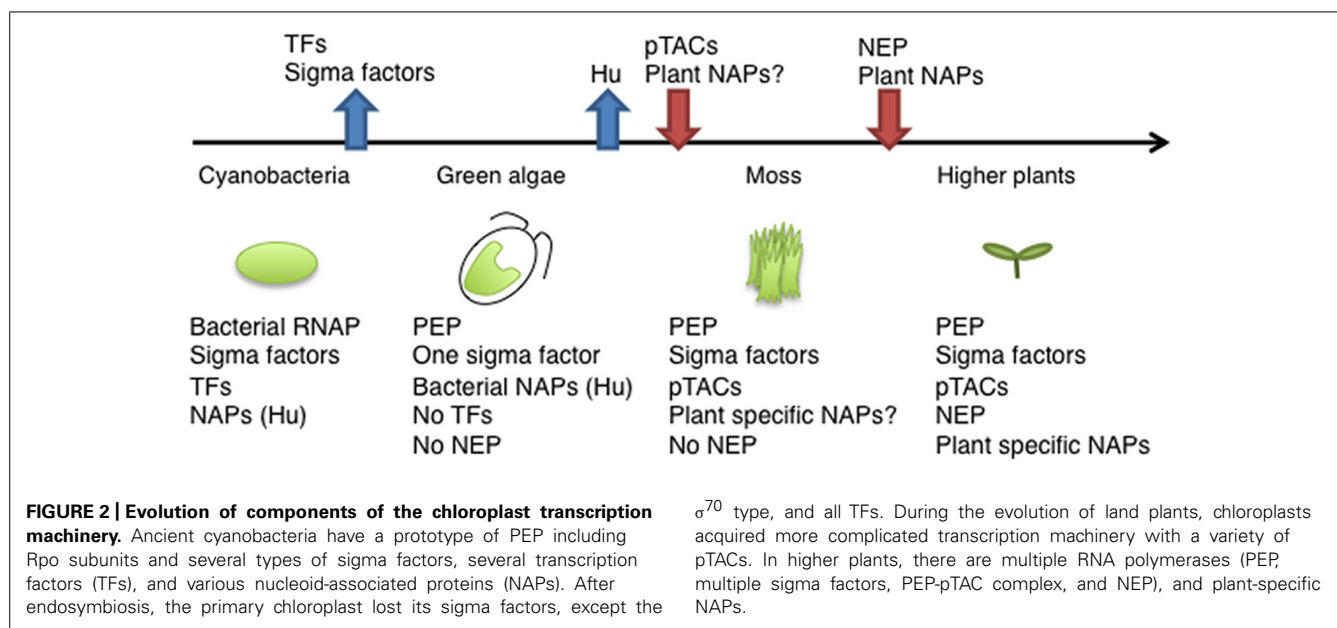 TFs
Sigma factors
Hu
pTACs
Plant NAPs?
NEP
Plant NAPs
Cyanobacteria
Green algae
Moss
Higher plants
Bacterial RNAP
Sigma factors
TFs
NAPs (Hu)
PEP
One sigma factor
Bacterial NAPs (Hu)
No TFs
No NEP
PEP
Sigma factors
pTACs
Plant specific NAPs?
No NEP
PEP
Sigma factors
pTACs
NEP
Plant specific NAPs
FIGURE 2 | Evolution of components of the chloroplast transcription
machinery. Ancient cyanobacteria have a prototype of PEP including
Rpo subunits and several types of sigma factors, several transcription
factors (TFs), and various nucleoid-associated proteins (NAPs). After
endosymbiosis, the primary chloroplast lost its sigma factors, except the
σ⁷⁰ type, and all TFs. During the evolution of land plants, chloroplasts
acquired more complicated transcription machinery with a variety of
pTACs. In higher plants, there are multiple RNA polymerases (PEP,
multiple sigma factors, PEP-pTAC complex, and NEP), and plant-specific
NAPs.